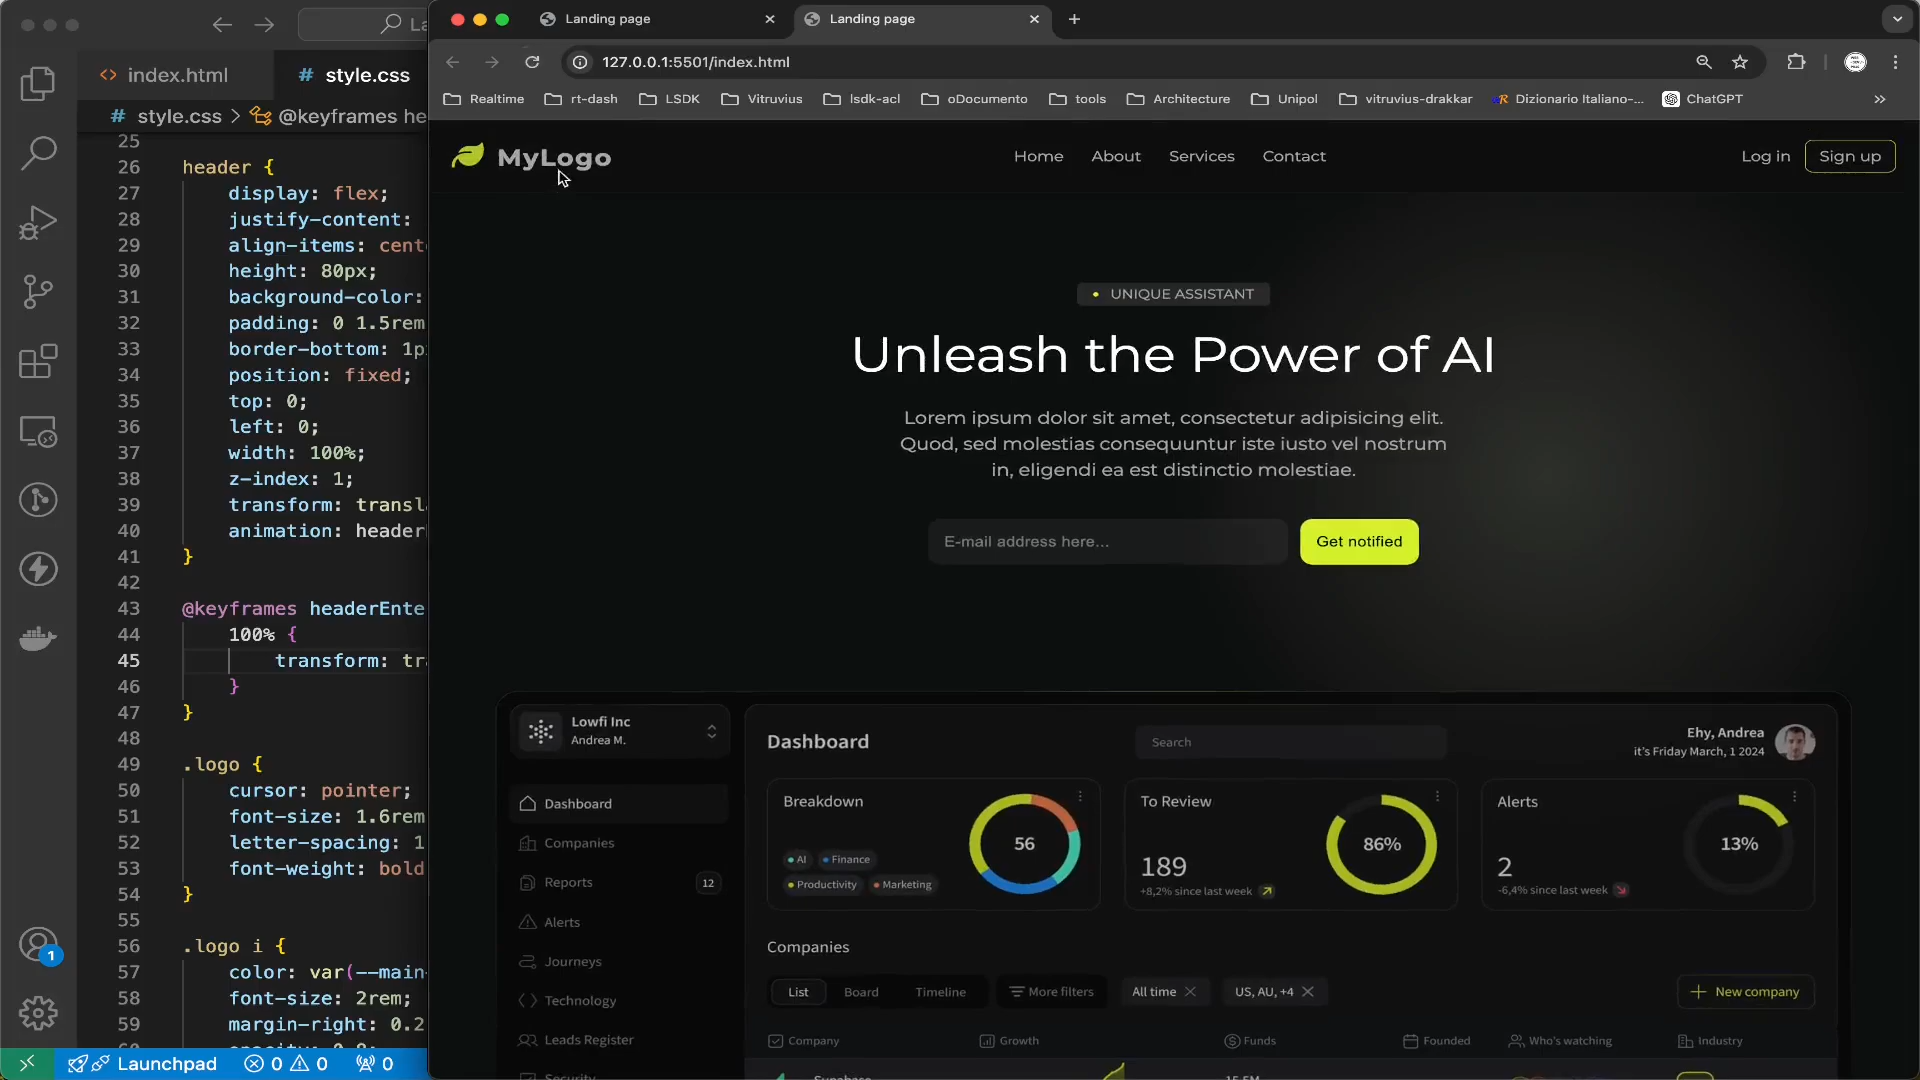 La
index.html
# style.css
# style.css > @keyframes he
25
26 header {
27 display: flex;
28 justify-content:
29 align-items: cent
30 height: 80px;
31 background-color:
32 padding: 0 1.5rem
33 border-bottom: 1p
34 position: fixed;
35 top: 0;
36 left: 0;
37 width: 100%;
38 z-index: 1;
39 transform: transl
40 animation: header
41 }
42
43 @keyframes headerEnte
44 100% {
45 transform: tra
46 }
47 }
48
49 .logo {
50 cursor: pointer;
51 font-size: 1.6rem
52 letter-spacing: 1
53 font-weight: bold
54 }
55
56 .logo i {
57 color: var(--main-
58 font-size: 2rem;
59 margin-right: 0.2
1
Launchpad 0 0 0
Landing page
Landing page
127.0.0.1:5501/index.html
Realtime rt-dash LSDK Vitruvius lsdk-acl oDocumento tools Architecture Unipol vitruvius-drakkar Dizionario Italiano-... ChatGPT
MyLogo
Home About Services Contact
Log in Sign up
• UNIQUE ASSISTANT
Unleash the Power of AI
Lorem ipsum dolor sit amet, consectetur adipisicing elit.
Quod, sed molestias consequuntur iste iusto vel nostrum
in, eligendi ea est distinctio molestiae.
E-mail address here... Get notified
Lowfi Inc
Andrea M.
Dashboard
Companies
Reports 12
Alerts
Journeys
Technology
Leads Register
Security
Dashboard
Search
Ehy, Andrea
it's Friday March, 1 2024
Breakdown
56
AI Finance
Productivity Marketing
To Review
86%
189
+8,2% since last week
Alerts
13%
2
-6,4% since last week
Companies
List Board Timeline More filters All time US, AU, +4 New company
Company Growth Funds Founded Who's watching Industry
Supabase 15.5M